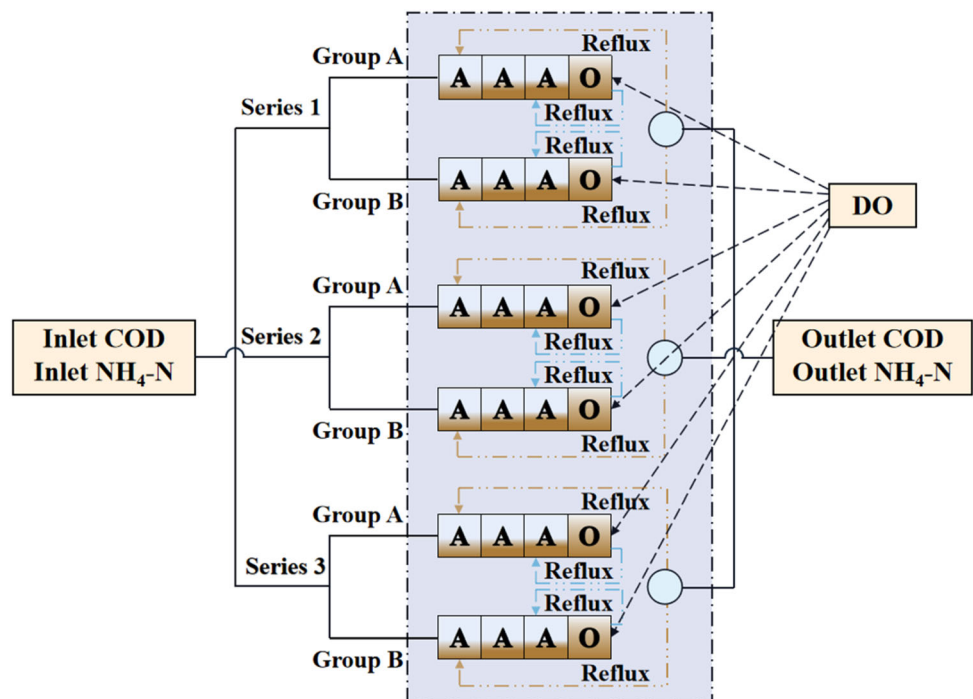 Reflux
Group A
A A A O
Series 1
Reflux
Reflux
A A A O
Group B
Reflux
DO
Reflux
Group A
A A A O
Inlet COD
Inlet NH₄-N
Series 2
Reflux
Reflux
Outlet COD
Outlet NH₄-N
A A A O
Group B
Reflux
Reflux
Group A
A A A O
Series 3
Reflux
Reflux
A A A O
Group B
Reflux